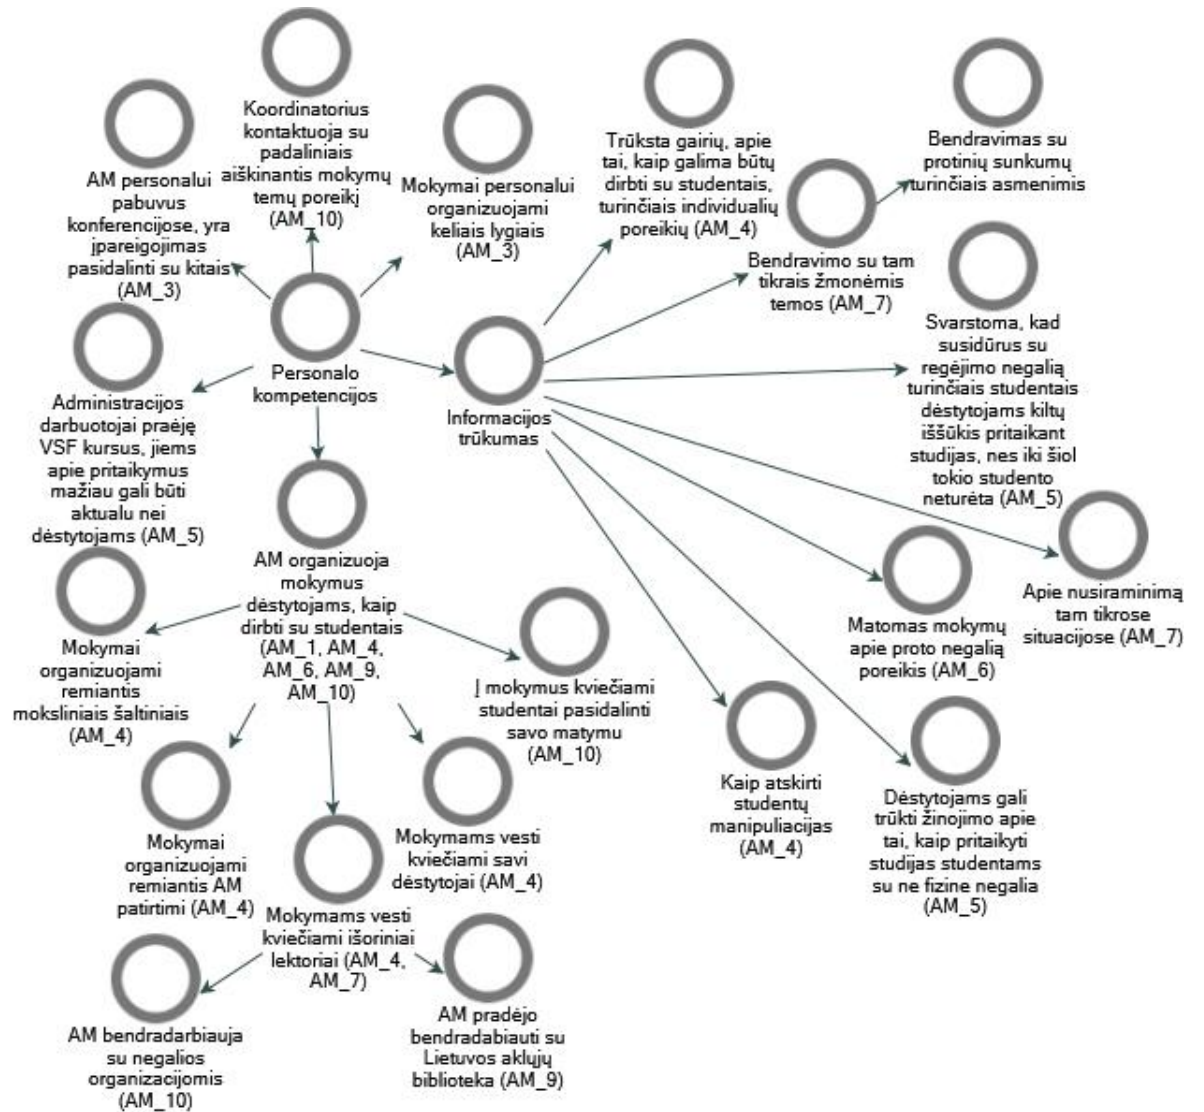 Koordinatorius
kontaktuoja su
padaliniais
aiškinantis mokymų
temų poreikį
(AM_10)
AM personalui
pabuvus
konferencijose, yra
įpareigojimas
pasidalinti su kitais
(AM_3)
Mokymai personalui
organizuojami
keliais lygiais
(AM_3)
Trūksta gairių, apie
tai, kaip galima būtų
dirbti su studentais,
turinčiais individualių
poreikių (AM_4)
Bendravimas su
protinių sunkumų
turinčiais asmenimis
Bendravimo su tam
tikrais žmonėmis
temos (AM_7)
Svarstoma, kad
susidūrus su
regėjimo negalią
turinčiais studentais
dėstytojams kiltų
iššūkis pritaikant
studijas, nes iki šiol
tokio studento
neturėta (AM_5)
Personalo
kompetencijos
Informacijos
trūkumas
Administracijos
darbuotojai praėję
VSF kursus, jiems
apie pritaikymus
mažiau gali būti
aktualu nei
dėstytojams (AM_5)
AM organizuoja
mokymus
dėstytojams, kaip
dirbti su studentais
(AM_1, AM_4,
AM_6, AM_9,
AM_10)
Apie nusiraminimą
tam tikrose
situacijose (AM_7)
Matomas mokymų
apie proto negalią
poreikis (AM_6)
Mokymai
organizuojami
remiantis
moksliniais šaltiniais
(AM_4)
Į mokymus kviečiami
studentai pasidalinti
savo matymu
(AM_10)
Kaip atskirti
studentų
manipuliacijas
(AM_4)
Dėstytojams gali
trūkti žinojimo apie
tai, kaip pritaikyti
studijas studentams
su ne fizine negalia
(AM_5)
Mokymai
organizuojami
remiantis AM
patirtimi (AM_4)
Mokymams vesti
kviečiami savi
dėstytojai (AM_4)
Mokymams vesti
kviečiami išoriniai
lektoriai (AM_4,
AM_7)
AM bendradarbiauja
su negalios
organizacijomis
(AM_10)
AM pradėjo
bendradabiauti su
Lietuvos aklųjų
biblioteka (AM_9)